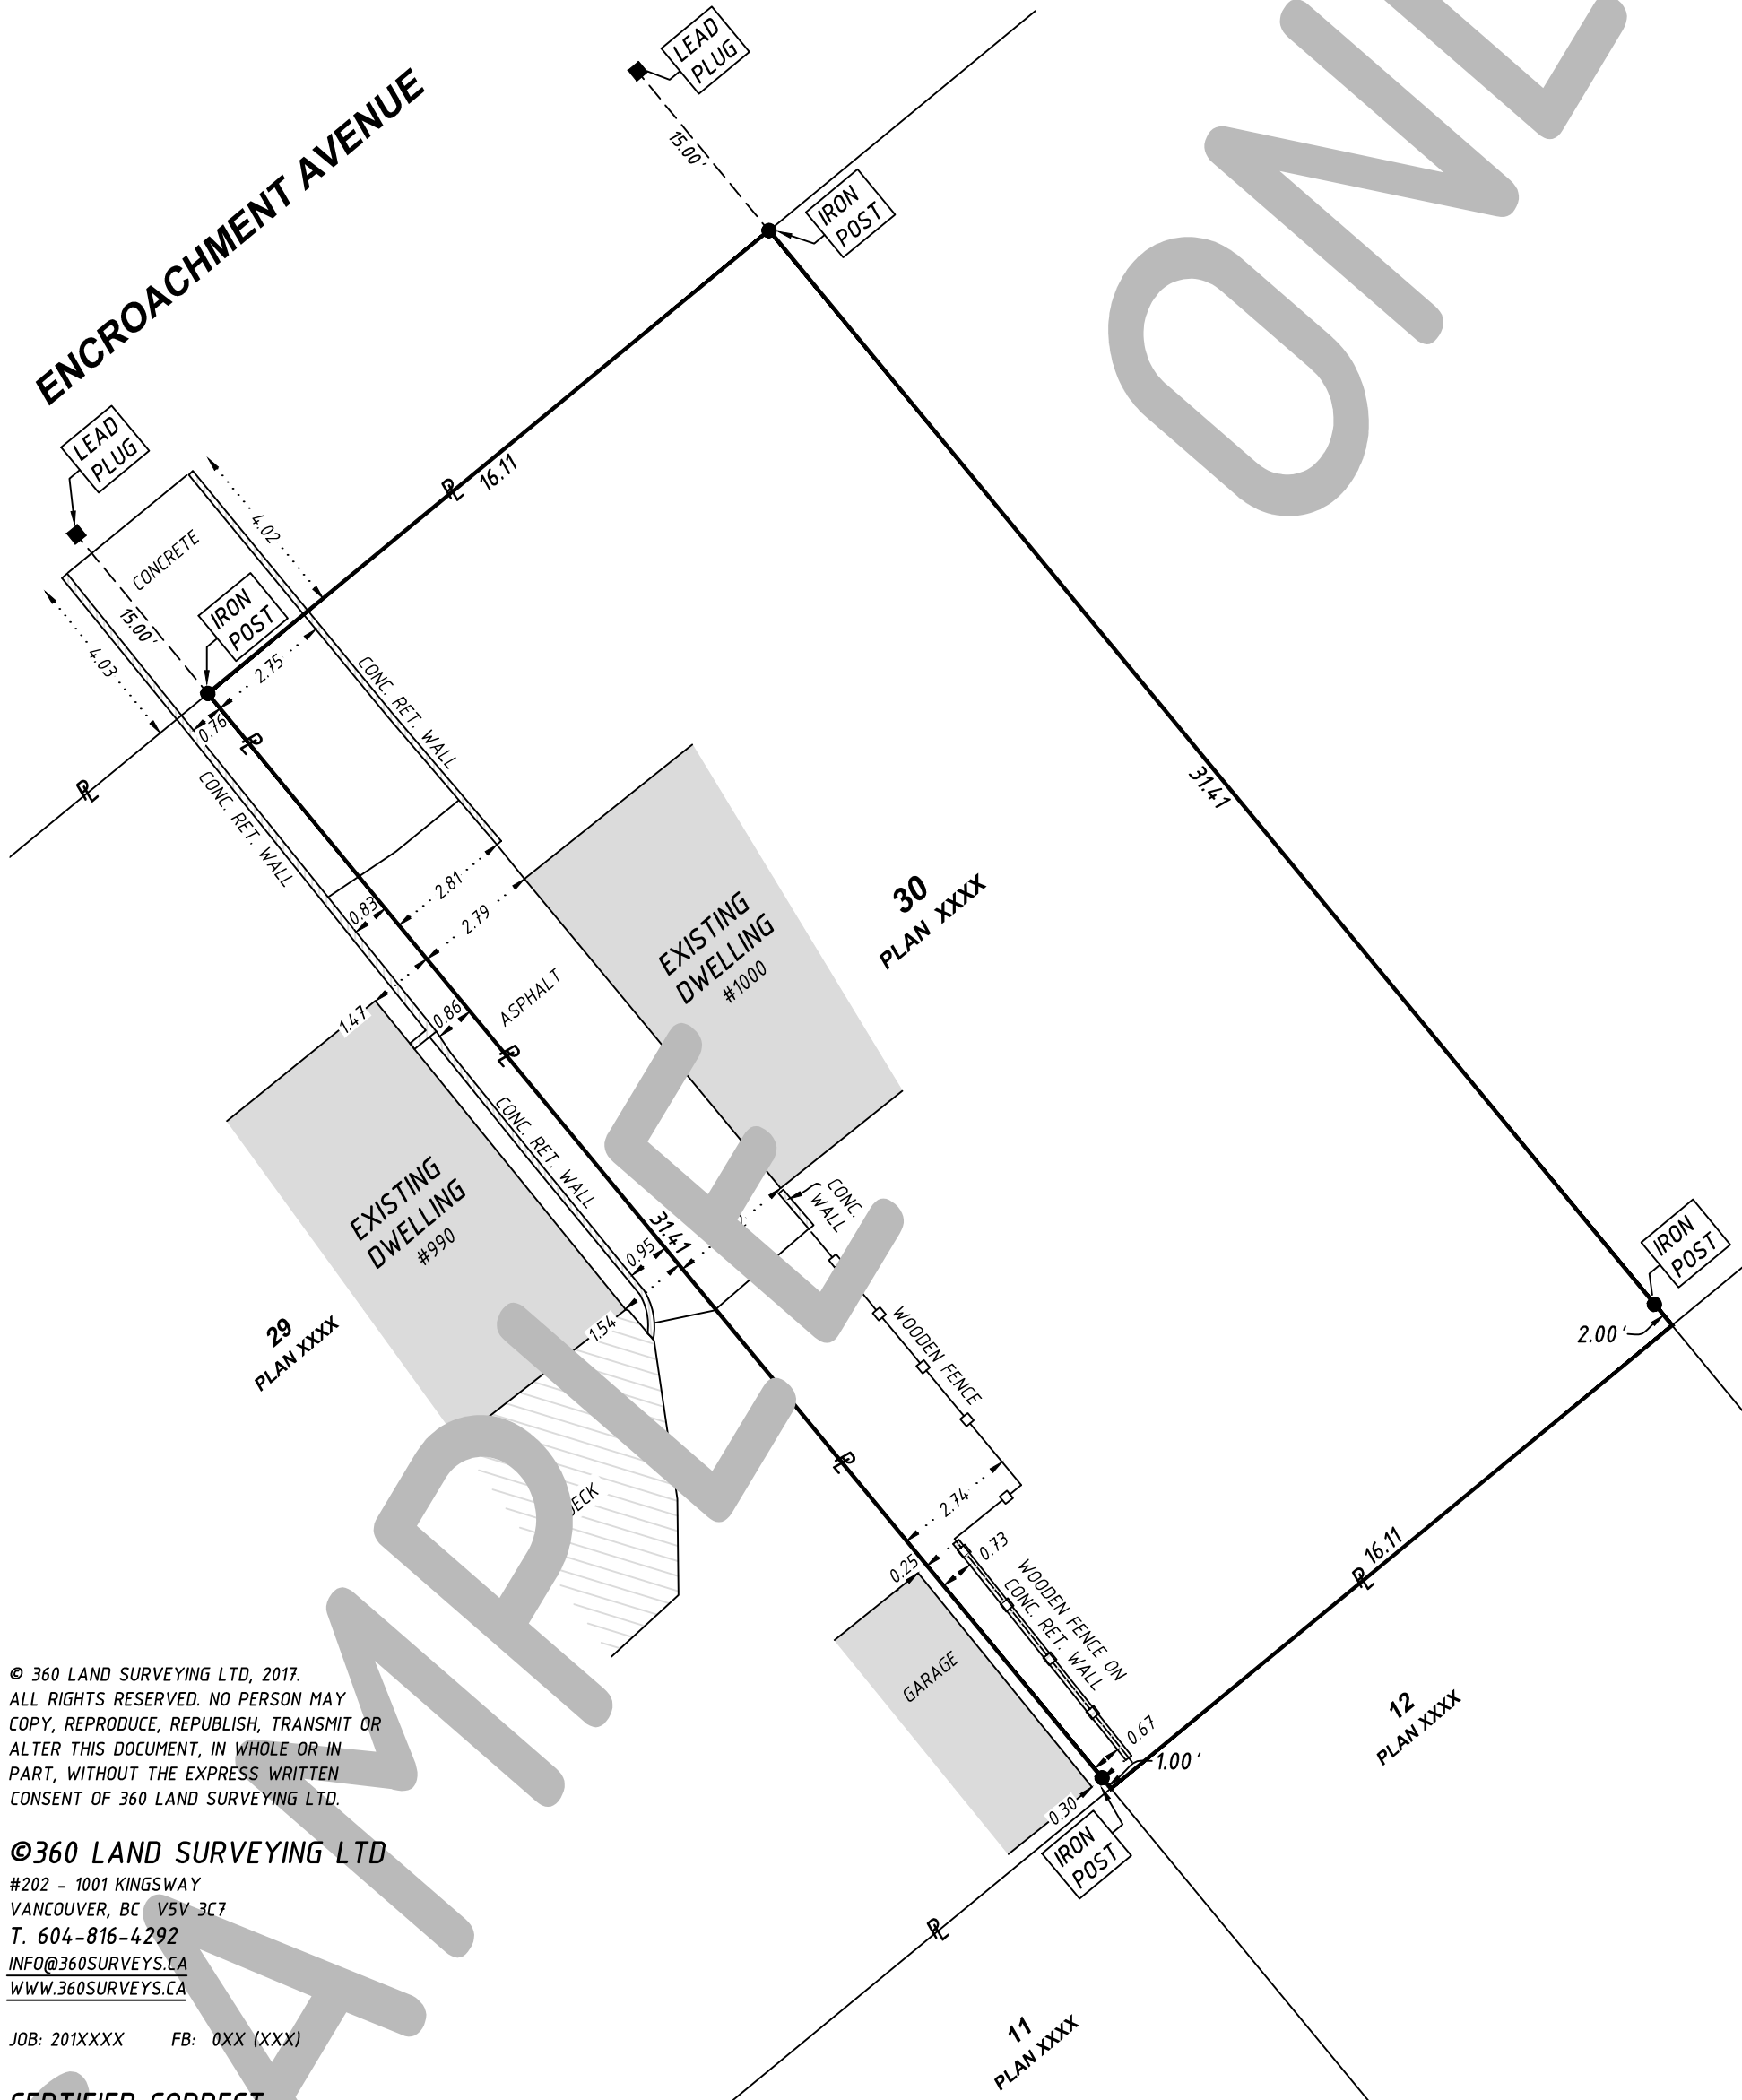 LEAD
PLUG
15.00'
ENCROACHMENT AVENUE
IRON
POST
LEAD
PLUG
℄ 16.11
4.02
CONCRETE
IRON
POST
15.00'
4.03
2.75
0.76
℄
℄
CONC. RET. WALL
CONC. RET. WALL
31.41
2.81
0.83
2.79
30
PLAN XXXX
EXISTING
DWELLING
#1000
ASPHALT
1.47
0.86
℄
CONC. RET. WALL
EXISTING
DWELLING
#990
CONC.
WALL
31.41
0.95
1.54
IRON
POST
2.00'
29
PLAN XXXX
WOODEN FENCE
℄
2.74
0.25
0.73
WOODEN FENCE ON
CONC. RET. WALL
℄ 16.11
GARAGE
0.67
1.00'
0.30
IRON
POST
12
PLAN XXXX
℄
11
PLAN XXXX
© 360 LAND SURVEYING LTD, 2017.
ALL RIGHTS RESERVED. NO PERSON MAY
COPY, REPRODUCE, REPUBLISH, TRANSMIT OR
ALTER THIS DOCUMENT, IN WHOLE OR IN
PART, WITHOUT THE EXPRESS WRITTEN
CONSENT OF 360 LAND SURVEYING LTD.
©360 LAND SURVEYING LTD
#202 - 1001 KINGSWAY
VANCOUVER, BC V5V 3C7
T. 604-816-4292
INFO@360SURVEYS.CA
WWW.360SURVEYS.CA
JOB: 201XXXX FB: 0XX (XXX)